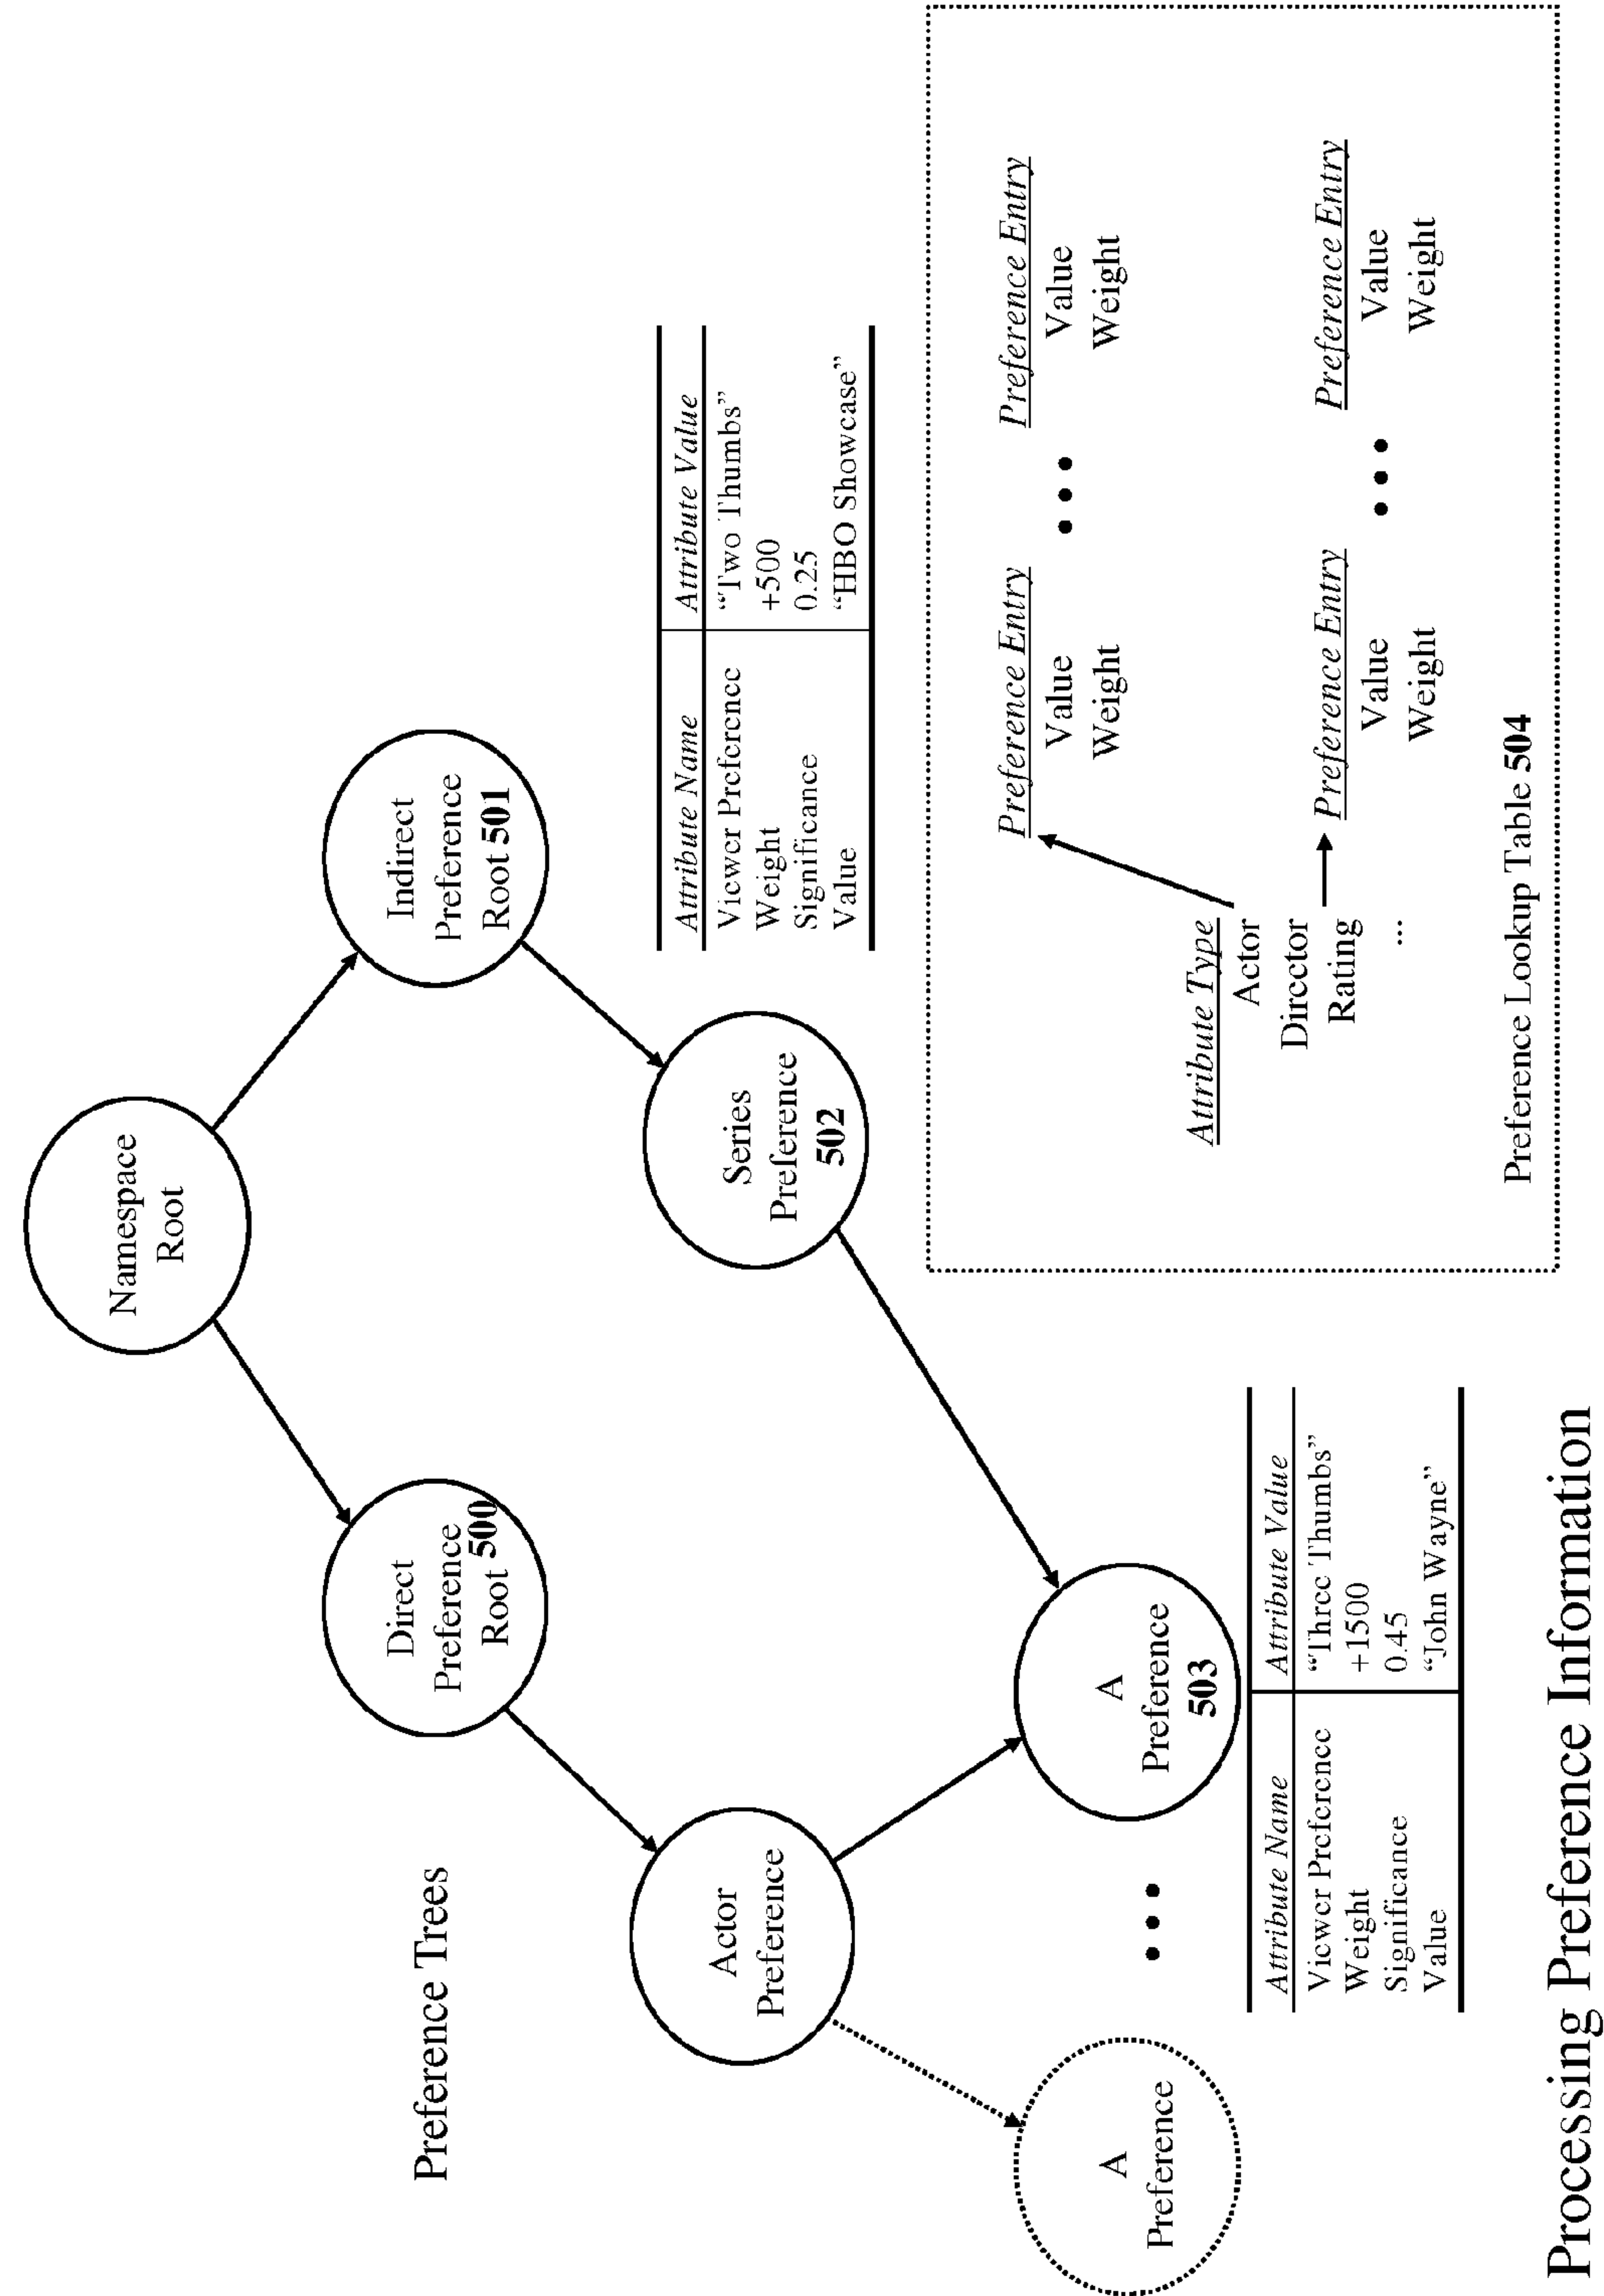 Preference Trees
Namespace
Root
Direct
Preference
Root 500
Indirect
Preference
Root 501
Actor
Preference
Series
Preference
502
Attribute Name Attribute Value
Viewer Preference "Two Thumbs"
Weight +500
Significance 0.25
Value "HBO Showcase"
A
Preference
...
A
Preference
503
Attribute Name Attribute Value
Viewer Preference "Three Thumbs"
Weight +1500
Significance 0.45
Value "John Wayne"
Preference Entry ... Preference Entry
Value Value
Weight Weight
Attribute Type
Actor
Director
Rating
...
Preference Entry ... Preference Entry
Value Value
Weight Weight
Preference Lookup Table 504
Processing Preference Information